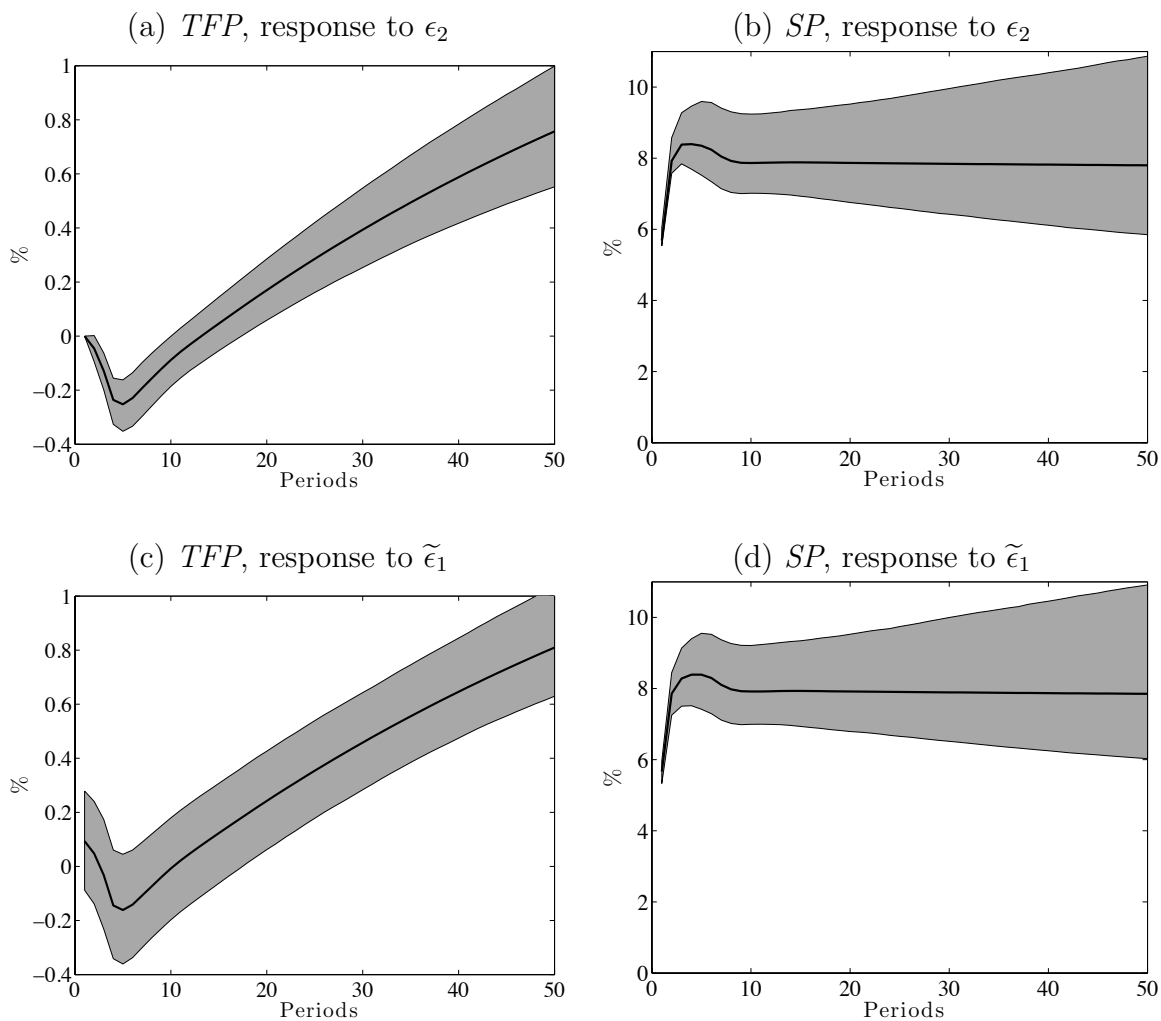 (a) TFP, response to ϵ2
(b) SP, response to ϵ2
1
0.8
0.6
0.4
0.2
0
−0.2
−0.4
%
0 10 20 30 40 50
Periods
10
8
6
4
2
0
%
0 10 20 30 40 50
Periods
(c) TFP, response to ϵ̃1
(d) SP, response to ϵ̃1
1
0.8
0.6
0.4
0.2
0
−0.2
−0.4
%
0 10 20 30 40 50
Periods
10
8
6
4
2
0
%
0 10 20 30 40 50
Periods